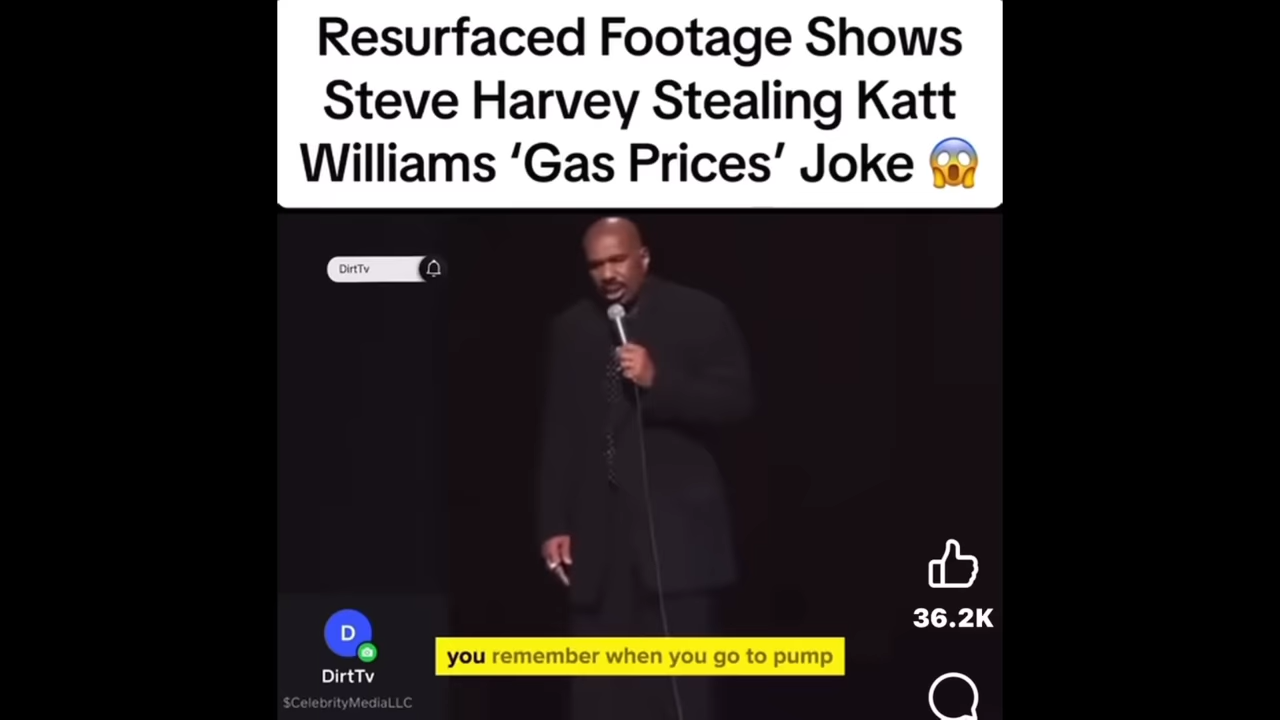 Resurfaced Footage Shows
Steve Harvey Stealing Katt
Williams ‘Gas Prices’ Joke 😱
DirtTv
36.2K
D
you remember when you go to pump
DirtTv
$CelebrityMediaLLC